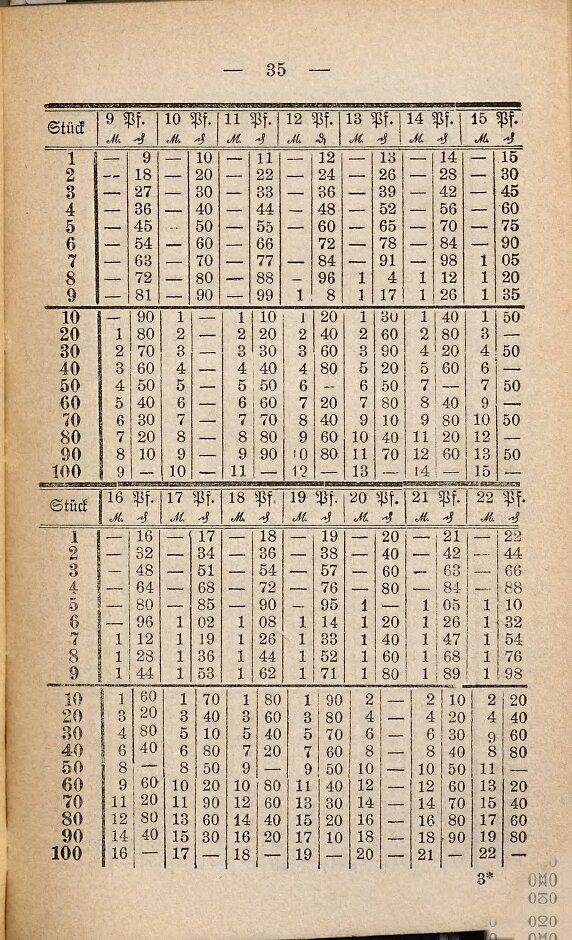 — 35 —
Stück 9 Pf. 10 Pf. 11 Pf. 12 Pf. 13 Pf. 14 Pf. 15 Pf.
ℳ ₰ ℳ ₰ ℳ ₰ ℳ ₰ ℳ ₰ ℳ ₰ ℳ ₰
1 — 9 — 10 — 11 — 12 — 13 — 14 — 15
2 — 18 — 20 — 22 — 24 — 26 — 28 — 30
3 — 27 — 30 — 33 — 36 — 39 — 42 — 45
4 — 36 — 40 — 44 — 48 — 52 — 56 — 60
5 — 45 — 50 — 55 — 60 — 65 — 70 — 75
6 — 54 — 60 — 66 72 — 78 — 84 — 90
7 — 63 — 70 — 77 — 84 — 91 — 98 1 05
8 — 72 — 80 — 88 — 96 1 4 1 12 1 20
9 — 81 — 90 — 99 1 8 1 17 1 26 1 35
10 — 90 1 — 1 10 1 20 1 30 1 40 1 50
20 1 80 2 — 2 20 2 40 2 60 2 80 3 —
30 2 70 3 — 3 30 3 60 3 90 4 20 4 50
40 3 60 4 — 4 40 4 80 5 20 5 60 6 —
50 4 50 5 — 5 50 6 — 6 50 7 — 7 50
60 5 40 6 — 6 60 7 20 7 80 8 40 9 —
70 6 30 7 — 7 70 8 40 9 10 9 80 10 50
80 7 20 8 — 8 80 9 60 10 40 11 20 12 —
90 8 10 9 — 9 90 10 80 11 70 12 60 13 50
100 9 — 10 — 11 — 12 — 13 — 14 — 15 —
Stück 16 Pf. 17 Pf. 18 Pf. 19 Pf. 20 Pf. 21 Pf. 22 Pf.
ℳ ₰ ℳ ₰ ℳ ₰ ℳ ₰ ℳ ₰ ℳ ₰ ℳ ₰
1 — 16 — 17 — 18 — 19 — 20 — 21 — 22
2 — 32 — 34 — 36 — 38 — 40 — 42 — 44
3 — 48 — 51 — 54 — 57 — 60 — 63 — 66
4 — 64 — 68 — 72 — 76 — 80 — 84 — 88
5 — 80 — 85 — 90 — 95 1 — 1 05 1 10
6 — 96 1 02 1 08 1 14 1 20 1 26 1 32
7 1 12 1 19 1 26 1 33 1 40 1 47 1 54
8 1 28 1 36 1 44 1 52 1 60 1 68 1 76
9 1 44 1 53 1 62 1 71 1 80 1 89 1 98
10 1 60 1 70 1 80 1 90 2 — 2 10 2 20
20 3 20 3 40 3 60 3 80 4 — 4 20 4 40
30 4 80 5 10 5 40 5 70 6 — 6 30 9 60
40 6 40 6 80 7 20 7 60 8 — 8 40 8 80
50 8 — 8 50 9 — 9 50 10 — 10 50 11 —
60 9 60 10 20 10 80 11 40 12 — 12 60 13 20
70 11 20 11 90 12 60 13 30 14 — 14 70 15 40
80 12 80 13 60 14 40 15 20 16 — 16 80 17 60
90 14 40 15 30 16 20 17 10 18 — 18 90 19 80
100 16 — 17 — 18 — 19 — 20 — 21 — 22 —
3*